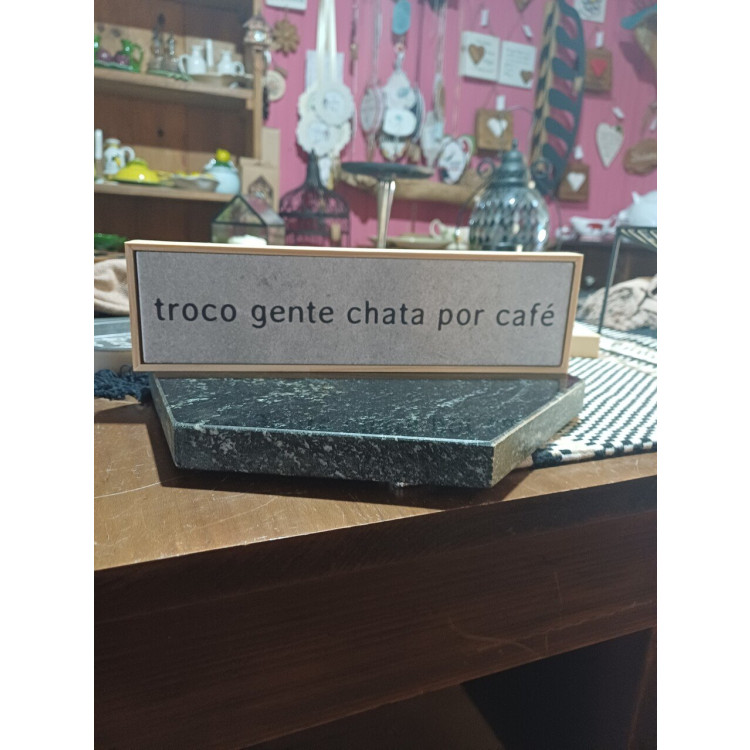 troco gente chata por café